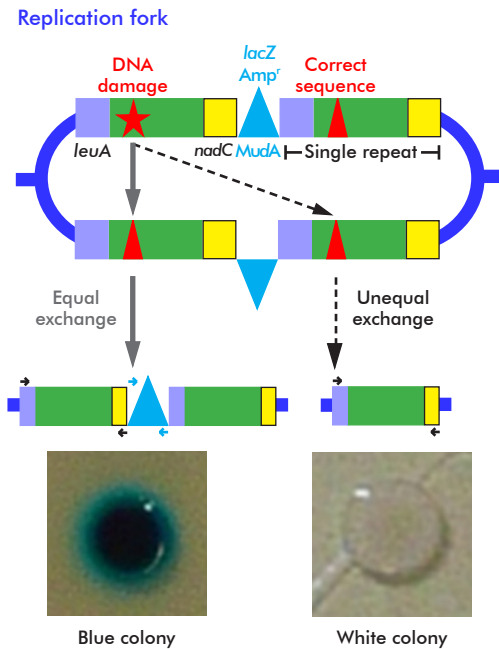 Replication fork
lacZ
Ampʳ
DNA
damage
Correct
sequence
leuA
nadC
MudA
Single repeat
Equal
exchange
Unequal
exchange
Blue colony
White colony